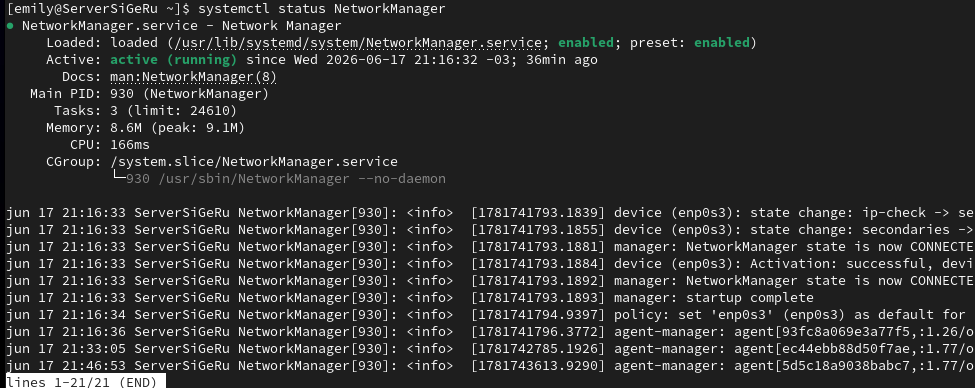 [emily@ServerSiGeRu ~]$ systemctl status NetworkManager
● NetworkManager.service - Network Manager
     Loaded: loaded (/usr/lib/systemd/system/NetworkManager.service; enabled; preset: enabled)
     Active: active (running) since Wed 2026-06-17 21:16:32 -03; 36min ago
       Docs: man:NetworkManager(8)
   Main PID: 930 (NetworkManager)
      Tasks: 3 (limit: 24610)
     Memory: 8.6M (peak: 9.1M)
        CPU: 166ms
     CGroup: /system.slice/NetworkManager.service
             └─930 /usr/sbin/NetworkManager --no-daemon
jun 17 21:16:33 ServerSiGeRu NetworkManager[930]: <info>  [1781741793.1839] device (enp0s3): state change: ip-check -> se
jun 17 21:16:33 ServerSiGeRu NetworkManager[930]: <info>  [1781741793.1855] device (enp0s3): state change: secondaries ->
jun 17 21:16:33 ServerSiGeRu NetworkManager[930]: <info>  [1781741793.1881] manager: NetworkManager state is now CONNECTE
jun 17 21:16:33 ServerSiGeRu NetworkManager[930]: <info>  [1781741793.1884] device (enp0s3): Activation: successful, devi
jun 17 21:16:33 ServerSiGeRu NetworkManager[930]: <info>  [1781741793.1892] manager: NetworkManager state is now CONNECTE
jun 17 21:16:33 ServerSiGeRu NetworkManager[930]: <info>  [1781741793.1893] manager: startup complete
jun 17 21:16:34 ServerSiGeRu NetworkManager[930]: <info>  [1781741794.9397] policy: set 'enp0s3' (enp0s3) as default for
jun 17 21:16:36 ServerSiGeRu NetworkManager[930]: <info>  [1781741796.3772] agent-manager: agent[93fc8a069e3a77f5,:1.26/o
jun 17 21:33:05 ServerSiGeRu NetworkManager[930]: <info>  [1781742785.1926] agent-manager: agent[ec44ebb88d50f7ae,:1.77/o
jun 17 21:46:53 ServerSiGeRu NetworkManager[930]: <info>  [1781743613.9290] agent-manager: agent[5d5c18a9038babc7,:1.77/o
lines 1-21/21 (END)